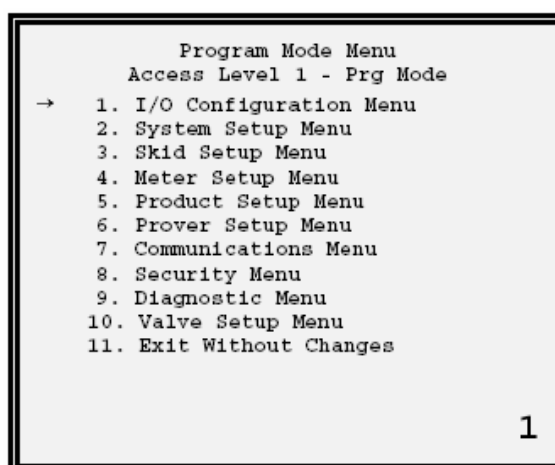 Program Mode Menu
Access Level 1 - Prg Mode
→ 1. I/O Configuration Menu
2. System Setup Menu
3. Skid Setup Menu
4. Meter Setup Menu
5. Product Setup Menu
6. Prover Setup Menu
7. Communications Menu
8. Security Menu
9. Diagnostic Menu
10. Valve Setup Menu
11. Exit Without Changes
1